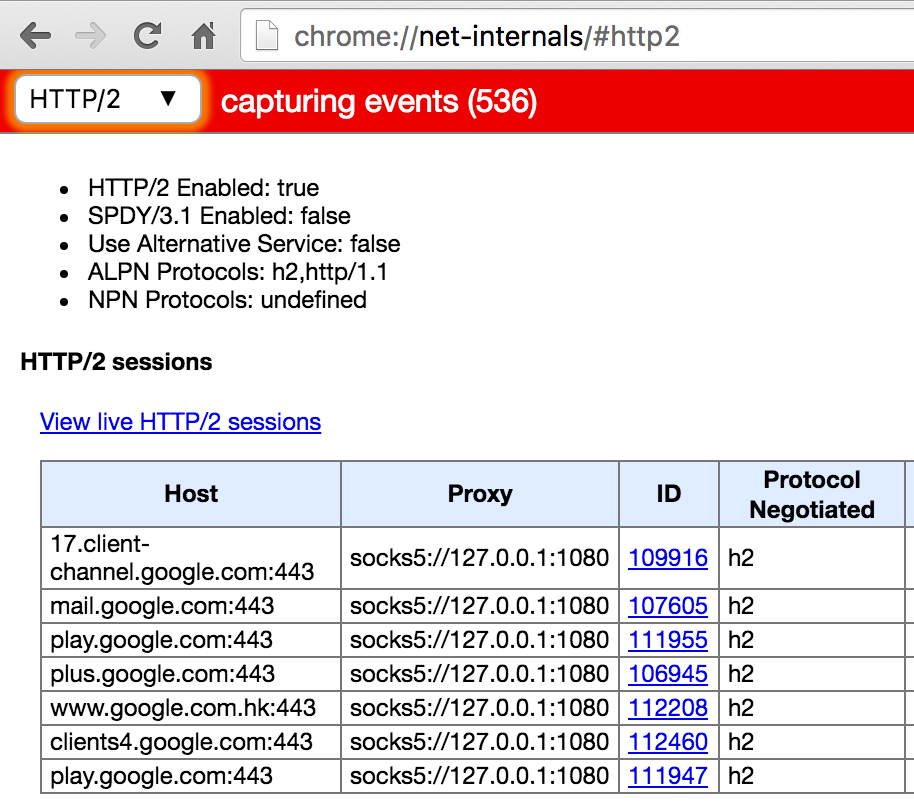 chrome://net-internals/#http2
HTTP/2 ▼ capturing events (536)
• HTTP/2 Enabled: true
• SPDY/3.1 Enabled: false
• Use Alternative Service: false
• ALPN Protocols: h2,http/1.1
• NPN Protocols: undefined
HTTP/2 sessions
View live HTTP/2 sessions
Host Proxy ID Protocol
Negotiated
17.client-
channel.google.com:443 socks5://127.0.0.1:1080 109916 h2
mail.google.com:443 socks5://127.0.0.1:1080 107605 h2
play.google.com:443 socks5://127.0.0.1:1080 111955 h2
plus.google.com:443 socks5://127.0.0.1:1080 106945 h2
www.google.com.hk:443 socks5://127.0.0.1:1080 112208 h2
clients4.google.com:443 socks5://127.0.0.1:1080 112460 h2
play.google.com:443 socks5://127.0.0.1:1080 111947 h2